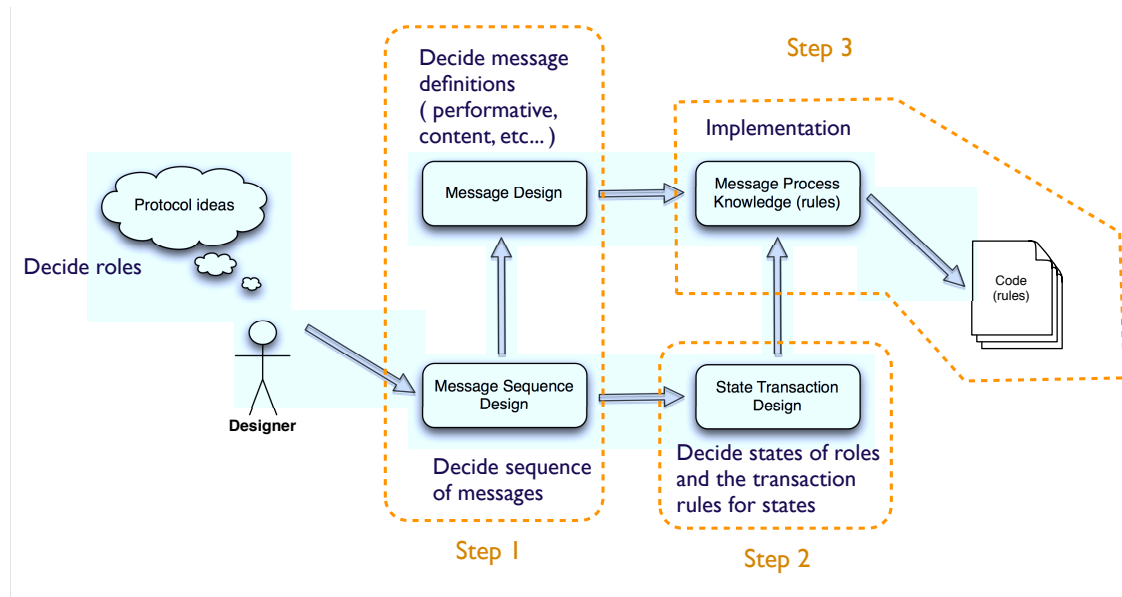 Step 3
Decide message
definitions
( performative,
content, etc... )
Implementation
Protocol ideas
Message Design
Message Process
Knowledge (rules)
Decide roles
Code
(rules)
Designer
Message Sequence
Design
State Transaction
Design
Decide sequence
of messages
Decide states of roles
and the transaction
rules for states
Step 1
Step 2